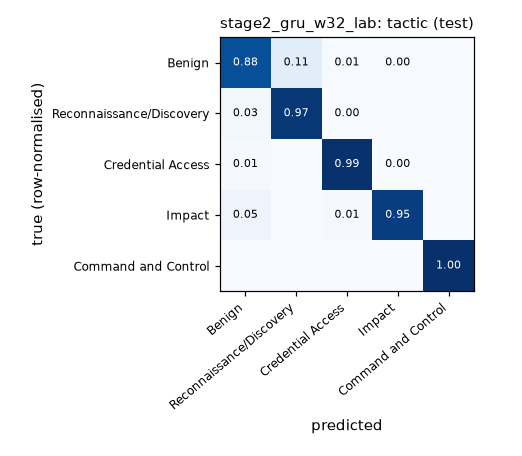 stage2_gru_w32_lab: tactic (test)
Benign 0.88 0.11 0.01 0.00
Reconnaissance/Discovery 0.03 0.97 0.00
Credential Access 0.01 0.99 0.00
Impact 0.05 0.01 0.95
Command and Control 1.00
true (row-normalised)
Benign
Reconnaissance/Discovery
Credential Access
Impact
Command and Control
predicted